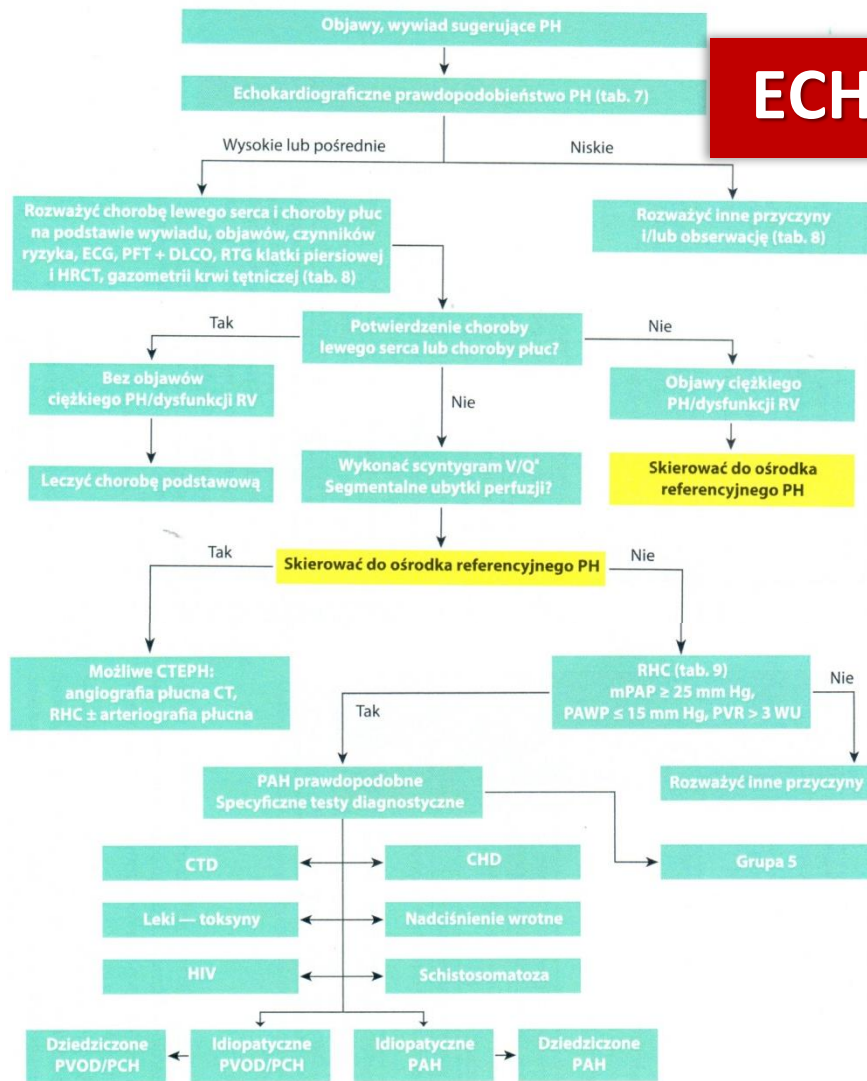 Objawy, wywiad sugerujące PH
ECH
Echokardiograficzne prawdopodobieństwo PH (tab. 7)
Wysokie lub pośrednie
Niskie
Rozważyć chorobę lewego serca i choroby płuc
na podstawie wywiadu, objawów, czynników
ryzyka, ECG, PFT + DLCO, RTG klatki piersiowej
i HRCT, gazometrii krwi tętniczej (tab. 8)
Rozważyć inne przyczyny
i/lub obserwację (tab. 8)
Tak
Potwierdzenie choroby
lewego serca lub choroby płuc?
Nie
Bez objawów
ciężkiego PH/dysfunkcji RV
Nie
Objawy ciężkiego
PH/dysfunkcji RV
Leczyć chorobę podstawową
Wykonać scyntygram V/Qª
Segmentalne ubytki perfuzji?
Skierować do ośrodka
referencyjnego PH
Tak
Skierować do ośrodka referencyjnego PH
Nie
Możliwe CTEPH:
angiografia płucna CT,
RHC ± arteriografia płucna
RHC (tab. 9)
mPAP ≥ 25 mm Hg,
PAWP ≤ 15 mm Hg, PVR > 3 WU
Nie
Tak
PAH prawdopodobne
Specyficzne testy diagnostyczne
Rozważyć inne przyczyny
CTD
CHD
Grupa 5
Leki — toksyny
Nadciśnienie wrotne
HIV
Schistosomatoza
Dziedziczone
PVOD/PCH
Idiopatyczne
PVOD/PCH
Idiopatyczne
PAH
Dziedziczone
PAH